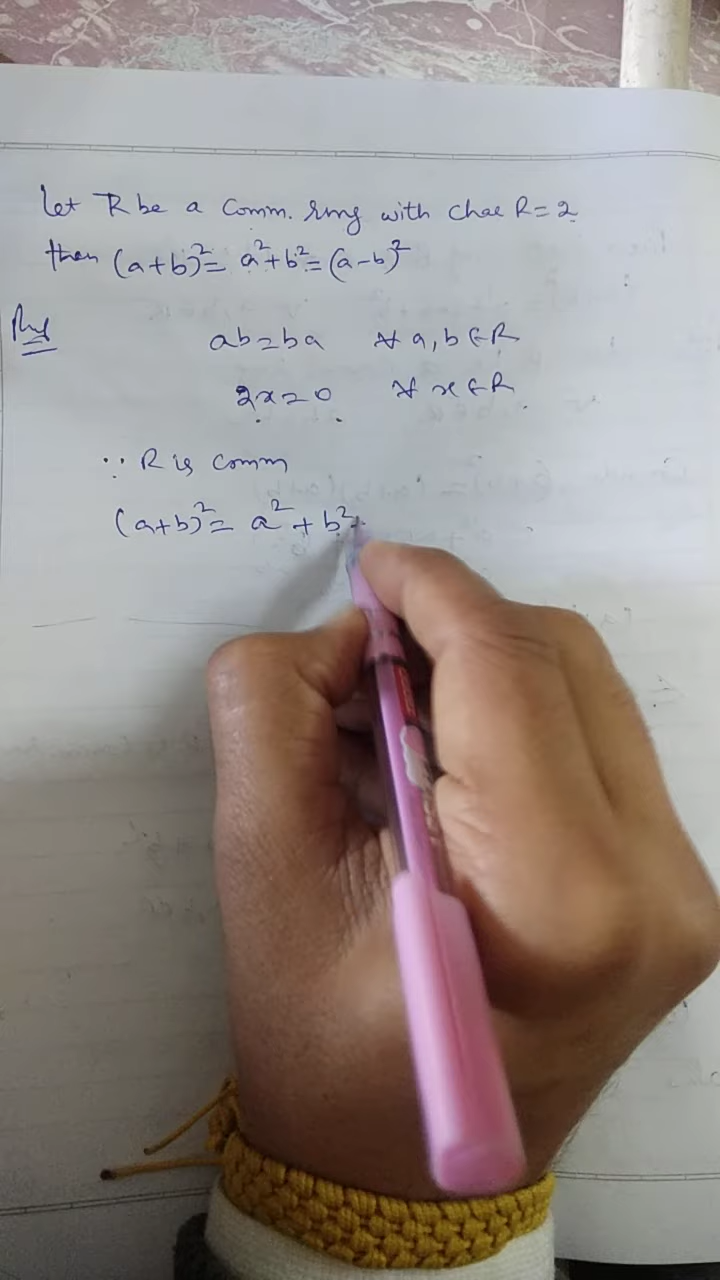 Let R be a Comm. ring with char R = 2
then (a+b)² = a² + b² = (a-b)²
ab = ba ∀ a, b ∈ R
2x = 0 ∀ x ∈ R
∵ R is comm
(a+b)² = a² + b²